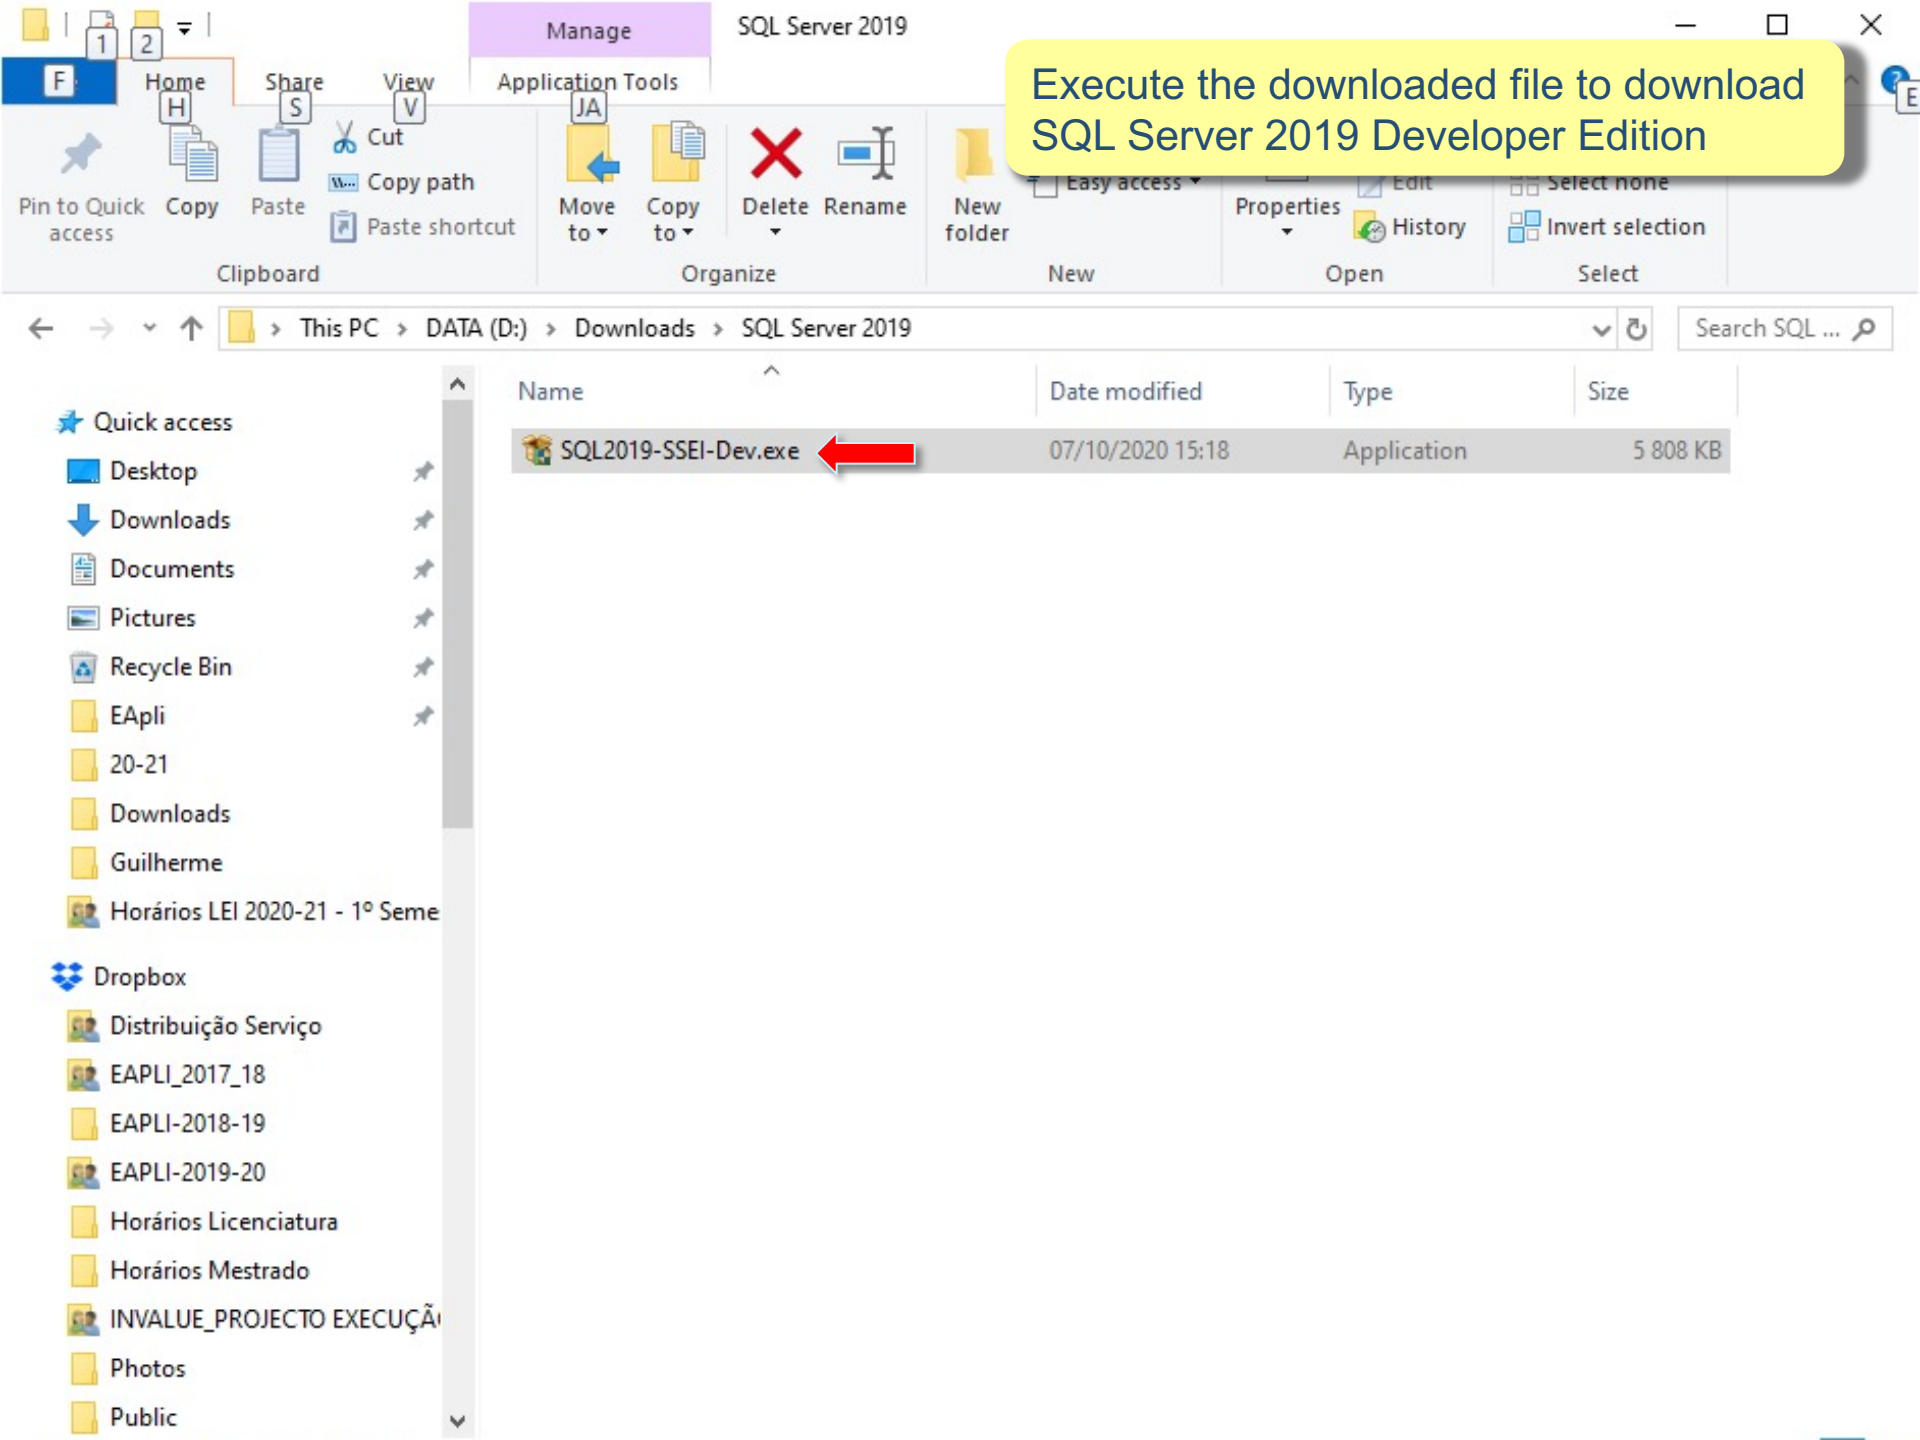 1
2
Manage
SQL Server 2019
F
Home
Share
View
Application Tools
H
S
V
JA
E
Execute the downloaded file to download
SQL Server 2019 Developer Edition
Pin to Quick
access
Copy
Paste
Cut
Copy path
Paste shortcut
Move
to
Copy
to
Delete
Rename
New
folder
Easy access
Properties
Edit
History
Select none
Invert selection
Clipboard
Organize
New
Open
Select
This PC > DATA (D:) > Downloads > SQL Server 2019
Search SQL ...
Name
Date modified
Type
Size
SQL2019-SSEI-Dev.exe
07/10/2020 15:18
Application
5 808 KB
Quick access
Desktop
Downloads
Documents
Pictures
Recycle Bin
EApli
20-21
Downloads
Guilherme
Horários LEI 2020-21 - 1º Seme
Dropbox
Distribuição Serviço
EAPLI_2017_18
EAPLI-2018-19
EAPLI-2019-20
Horários Licenciatura
Horários Mestrado
INVALUE_PROJECTO EXECUÇÃ
Photos
Public